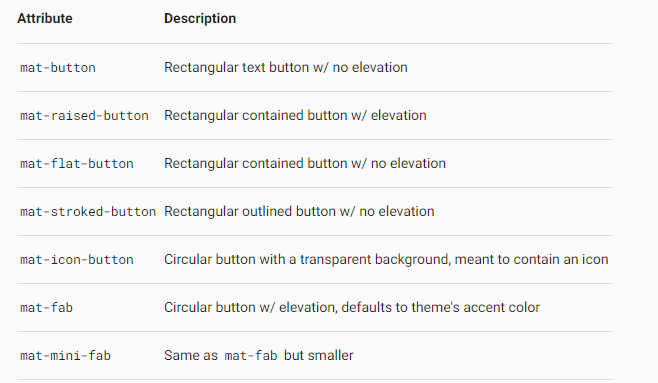 Attribute Description
mat-button Rectangular text button w/ no elevation
mat-raised-button Rectangular contained button w/ elevation
mat-flat-button Rectangular contained button w/ no elevation
mat-stroked-button Rectangular outlined button w/ no elevation
mat-icon-button Circular button with a transparent background, meant to contain an icon
mat-fab Circular button w/ elevation, defaults to theme's accent color
mat-mini-fab Same as mat-fab but smaller